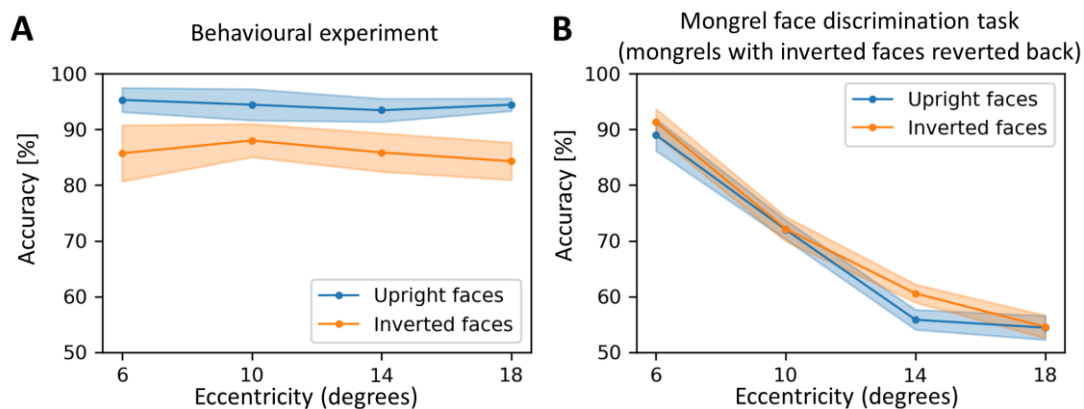 A
Behavioural experiment
Accuracy [%]
100
90
80
70
60
50
Upright faces
Inverted faces
6
10
14
18
Eccentricity (degrees)
B
Mongrel face discrimination task
(mongrels with inverted faces reverted back)
Accuracy [%]
100
90
80
70
60
50
Upright faces
Inverted faces
6
10
14
18
Eccentricity (degrees)